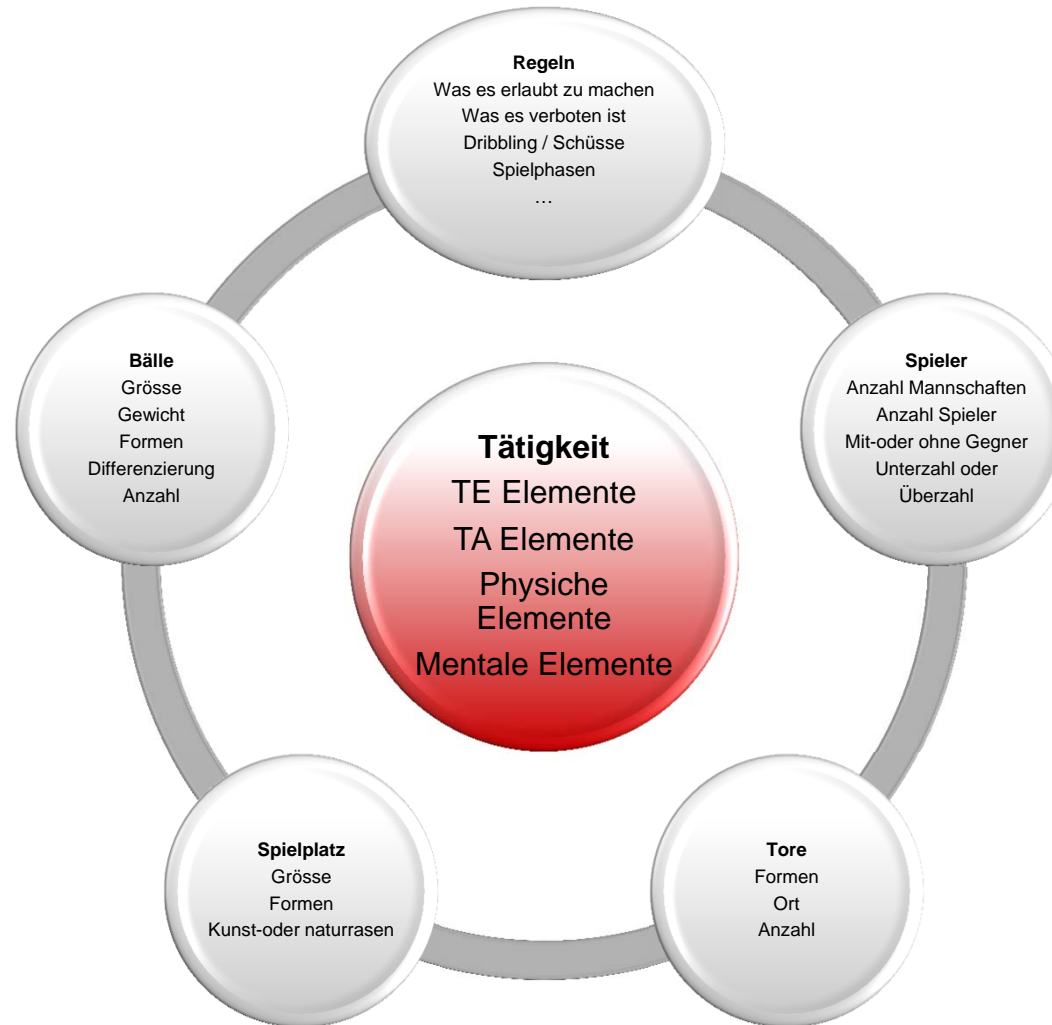 Regeln
Was es erlaubt zu machen
Was es verboten ist
Dribbling / Schüsse
Spielphasen
…
Bälle
Grösse
Gewicht
Formen
Differenzierung
Anzahl
Spieler
Anzahl Mannschaften
Anzahl Spieler
Mit-oder ohne Gegner
Unterzahl oder
Überzahl
Tätigkeit
TE Elemente
TA Elemente
Physiche
Elemente
Mentale Elemente
Spielplatz
Grösse
Formen
Kunst-oder naturrasen
Tore
Formen
Ort
Anzahl